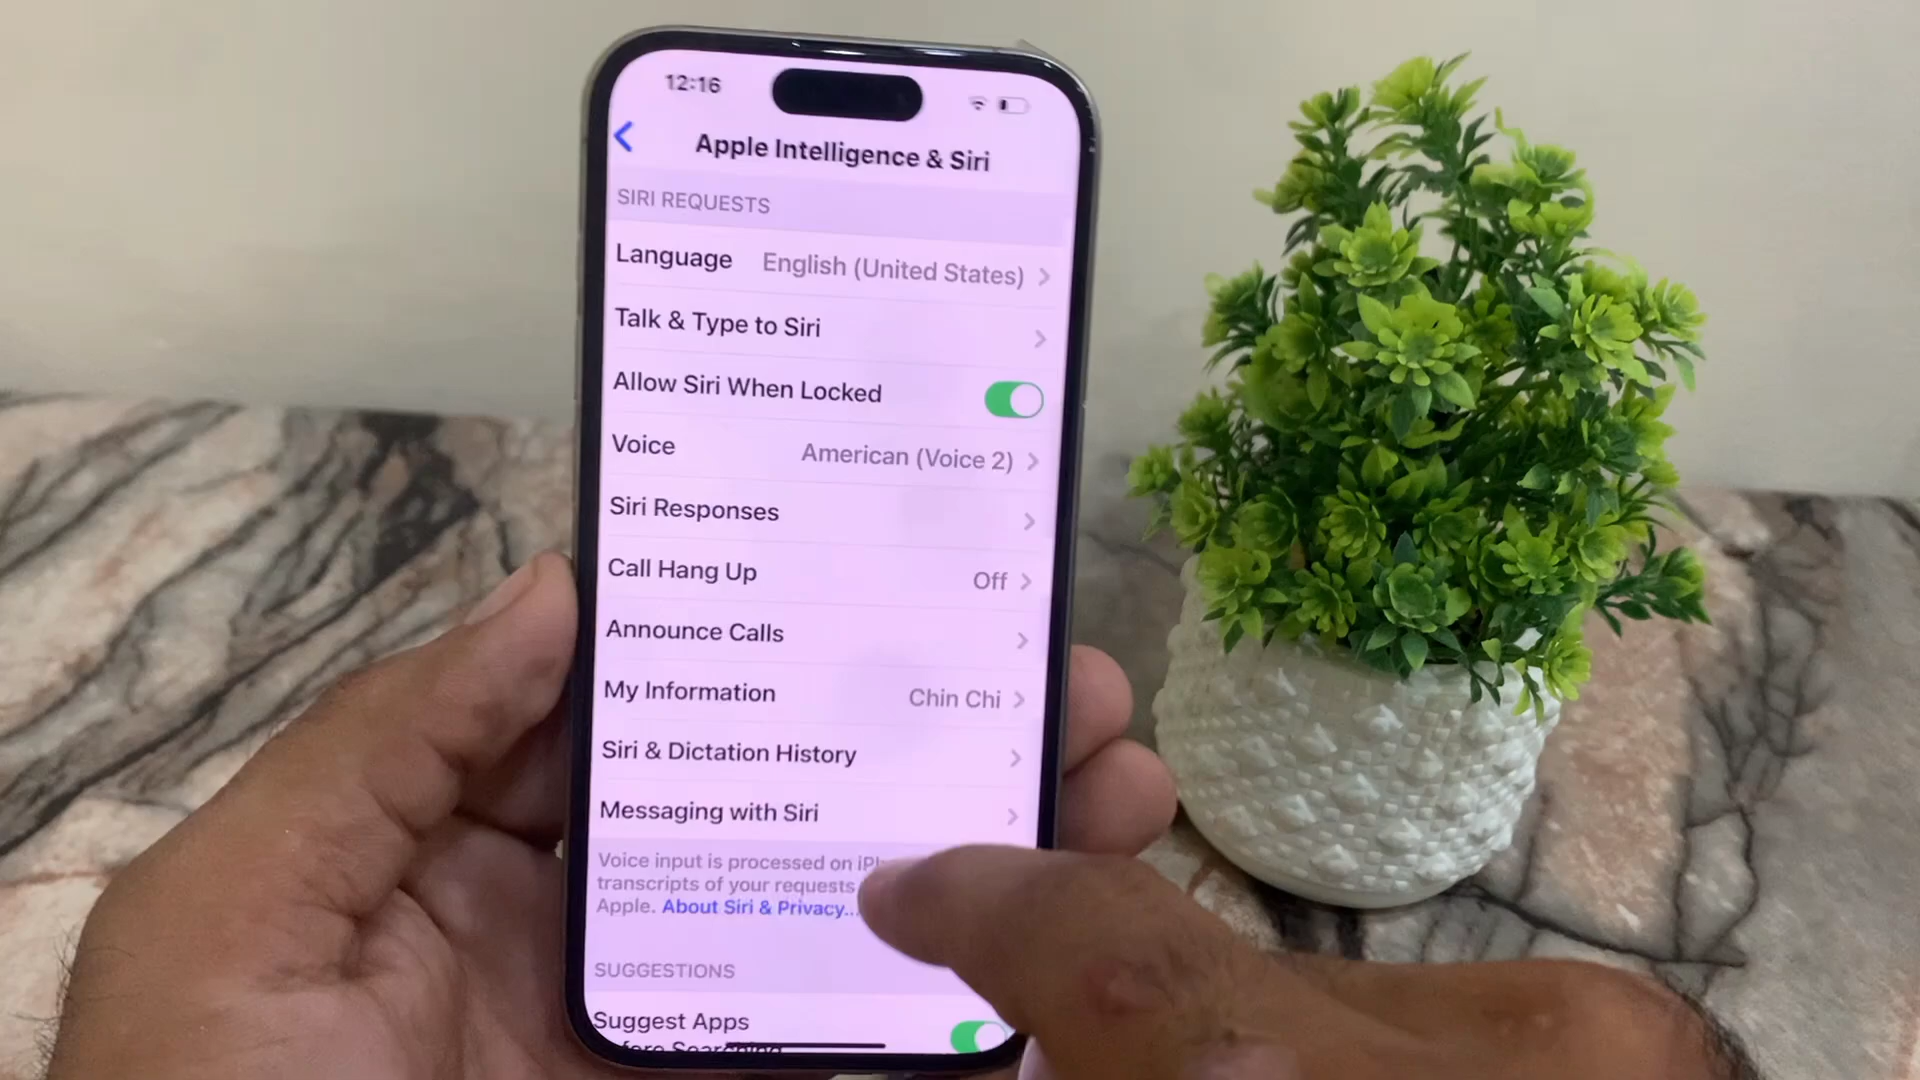 12:16
Apple Intelligence & Siri
SIRI REQUESTS
Language English (United States)
Talk & Type to Siri
Allow Siri When Locked
Voice American (Voice 2)
Siri Responses
Call Hang Up Off
Announce Calls
My Information Chin Chi
Siri & Dictation History
Messaging with Siri
Voice input is processed on
transcripts of your requests
Apple. About Siri & Privacy...
SUGGESTIONS
Suggest Apps